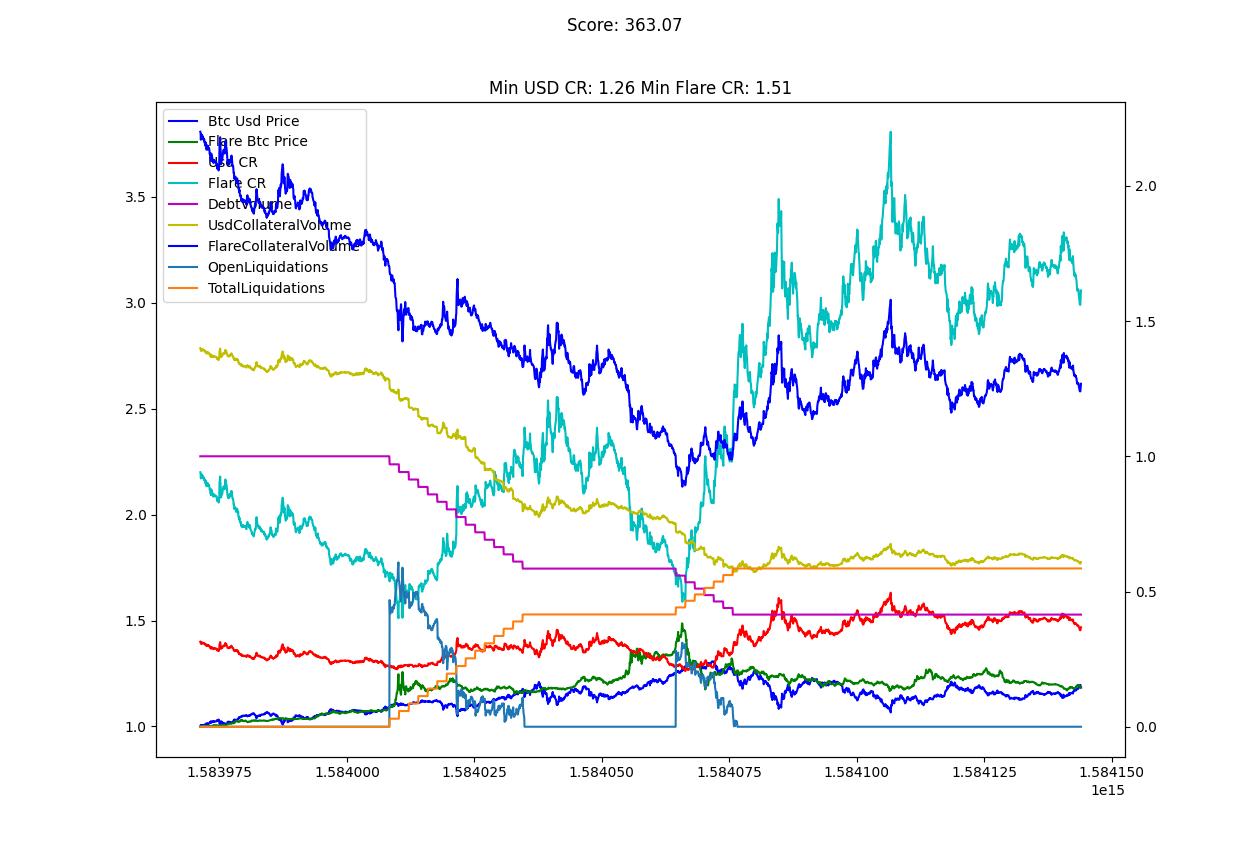 Score: 363.07
Min USD CR: 1.26 Min Flare CR: 1.51
Btc Usd Price
Flare Btc Price
Usd CR
Flare CR
DebtVolume
UsdCollateralVolume
FlareCollateralVolume
OpenLiquidations
TotalLiquidations
3.5
3.0
2.5
2.0
1.5
1.0
2.0
1.5
1.0
0.5
0.0
1.583975 1.584000 1.584025 1.584050 1.584075 1.584100 1.584125 1.584150
1e15